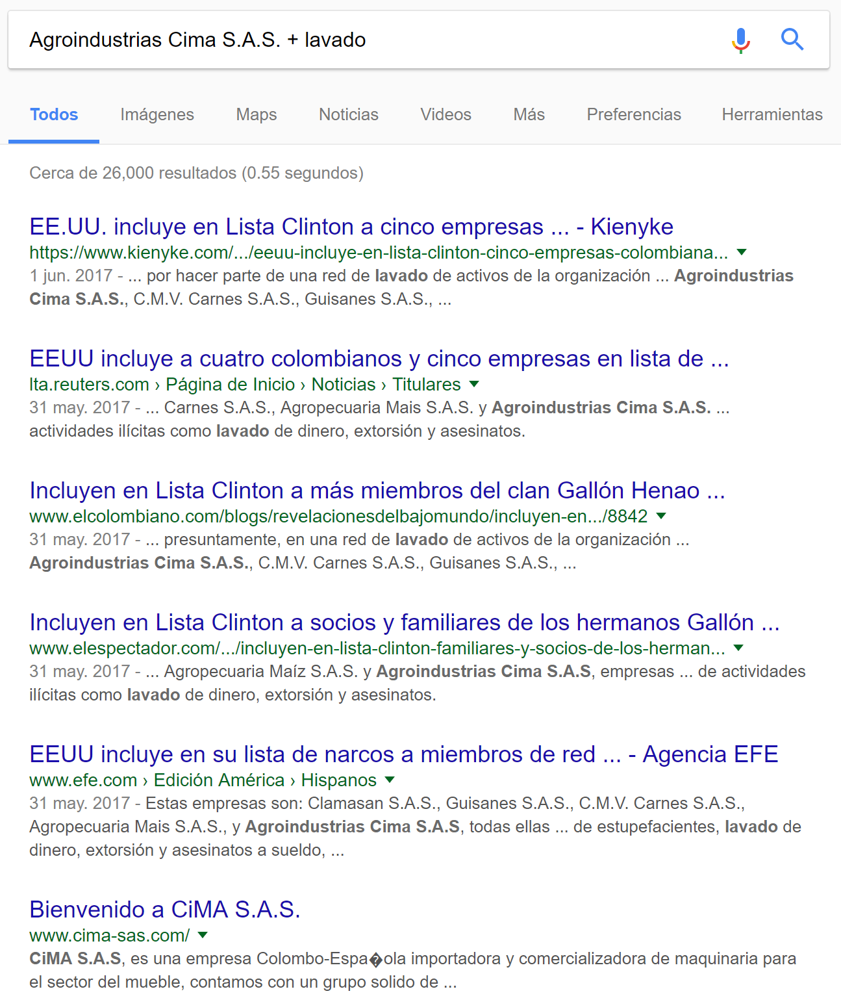 Agroindustrias Cima S.A.S. + lavado
Todos Imágenes Maps Noticias Videos Más Preferencias Herramientas
Cerca de 26,000 resultados (0.55 segundos)
EE.UU. incluye en Lista Clinton a cinco empresas ... - Kienyke
https://www.kienyke.com/.../eeuu-incluye-en-lista-clinton-cinco-empresas-colombiana...
1 jun. 2017 - ... por hacer parte de una red de lavado de activos de la organización ... Agroindustrias
Cima S.A.S., C.M.V. Carnes S.A.S., Guisanes S.A.S., ...
EEUU incluye a cuatro colombianos y cinco empresas en lista de ...
lta.reuters.com › Página de Inicio › Noticias › Titulares
31 may. 2017 - ... Carnes S.A.S., Agropecuaria Mais S.A.S. y Agroindustrias Cima S.A.S. ...
actividades ilícitas como lavado de dinero, extorsión y asesinatos.
Incluyen en Lista Clinton a más miembros del clan Gallón Henao ...
www.elcolombiano.com/blogs/revelacionesdelbajomundo/incluyen-en.../8842
31 may. 2017 - ... presuntamente, en una red de lavado de activos de la organización ...
Agroindustrias Cima S.A.S., C.M.V. Carnes S.A.S., Guisanes S.A.S., ...
Incluyen en Lista Clinton a socios y familiares de los hermanos Gallón ...
www.elespectador.com/.../incluyen-en-lista-clinton-familiares-y-socios-de-los-herman...
31 may. 2017 - ... Agropecuaria Maíz S.A.S. y Agroindustrias Cima S.A.S, empresas ... de actividades
ilícitas como lavado de dinero, extorsión y asesinatos.
EEUU incluye en su lista de narcos a miembros de red ... - Agencia EFE
www.efe.com › Edición América › Hispanos
31 may. 2017 - Estas empresas son: Clamasan S.A.S., Guisanes S.A.S., C.M.V. Carnes S.A.S.,
Agropecuaria Mais S.A.S., y Agroindustrias Cima S.A.S, todas ellas ... de estupefacientes, lavado de
dinero, extorsión y asesinatos a sueldo, ...
Bienvenido a CiMA S.A.S.
www.cima-sas.com/
CiMA S.A.S, es una empresa Colombo-Espa�ola importadora y comercializadora de maquinaria para
el sector del mueble, contamos con un grupo solido de ...